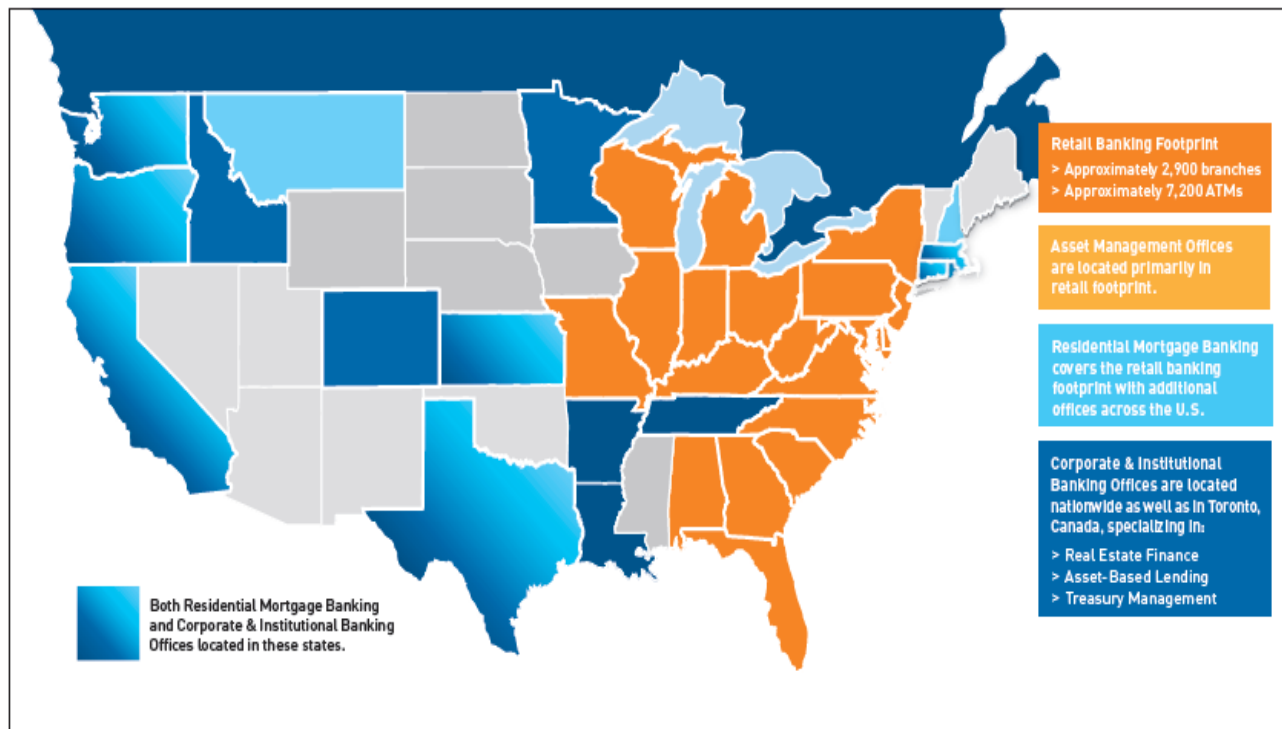 Retail Banking Footprint
> Approximately 2,900 branches
> Approximately 7,200 ATMs
Asset Management Offices
are located primarily in
retail footprint.
Residential Mortgage Banking
covers the retail banking
footprint with additional
offices across the U.S.
Corporate & Institutional
Banking Offices are located
nationwide as well as in Toronto,
Canada, specializing in:
> Real Estate Finance
> Asset-Based Lending
> Treasury Management
Both Residential Mortgage Banking
and Corporate & Institutional Banking
Offices located in these states.